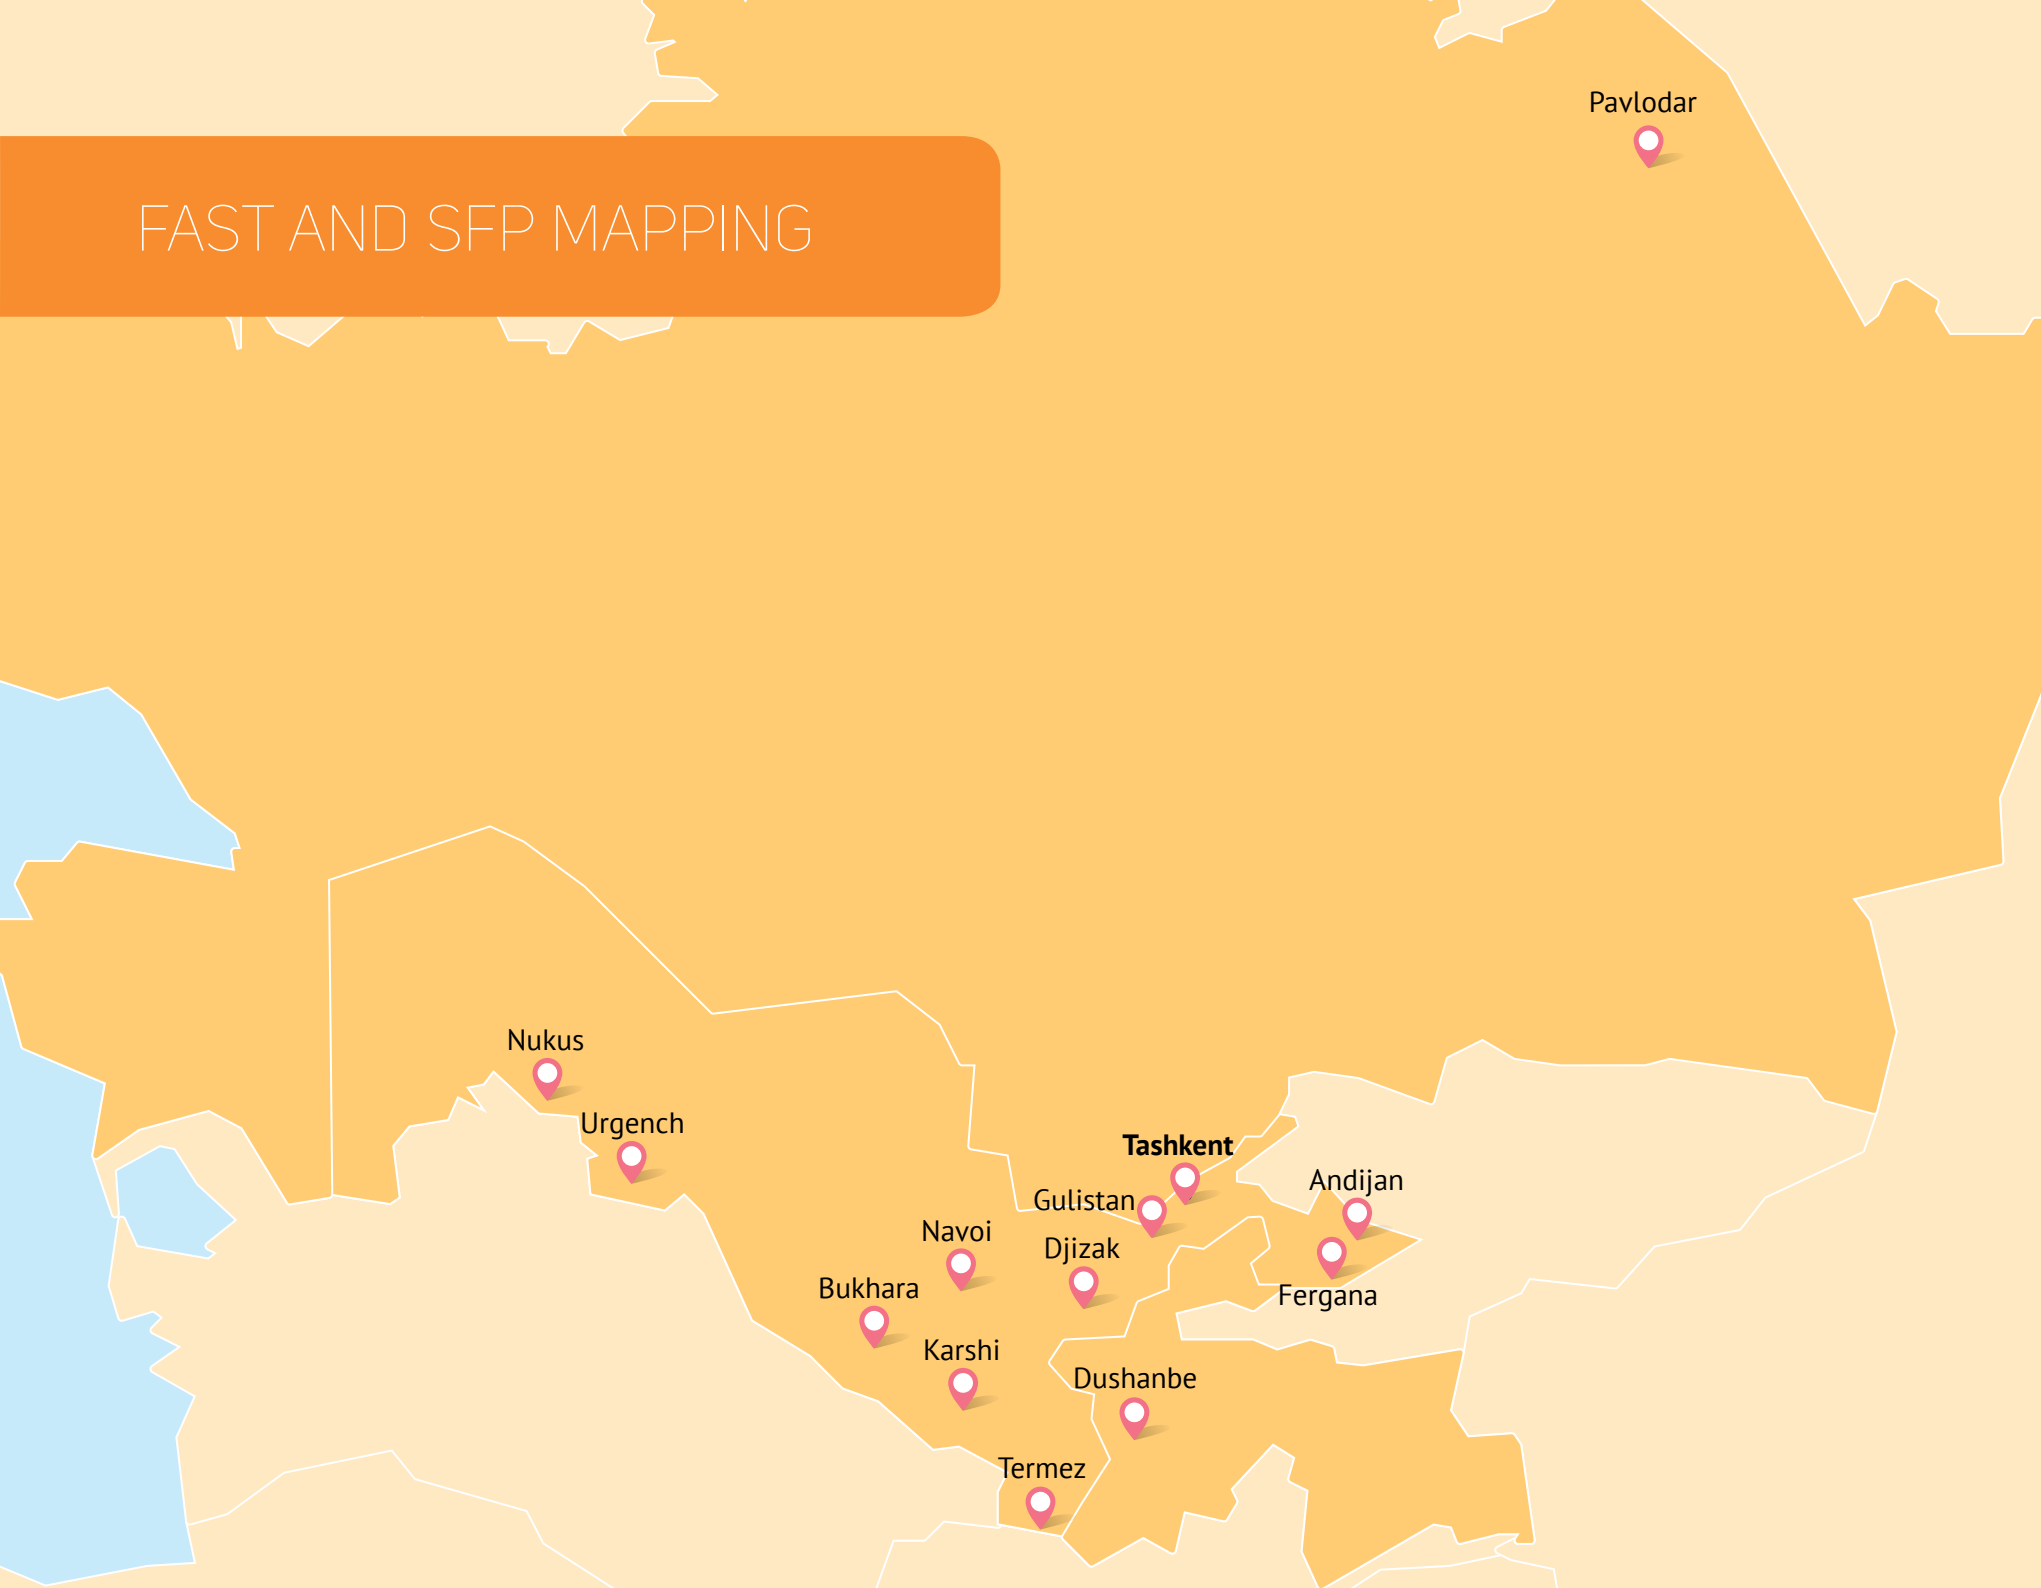 Pavlodar
FAST AND SFP MAPPING
Nukus
Urgench
Tashkent
Andijan
Gulistan
Navoi
Djizak
Bukhara
Fergana
Karshi
Dushanbe
Termez